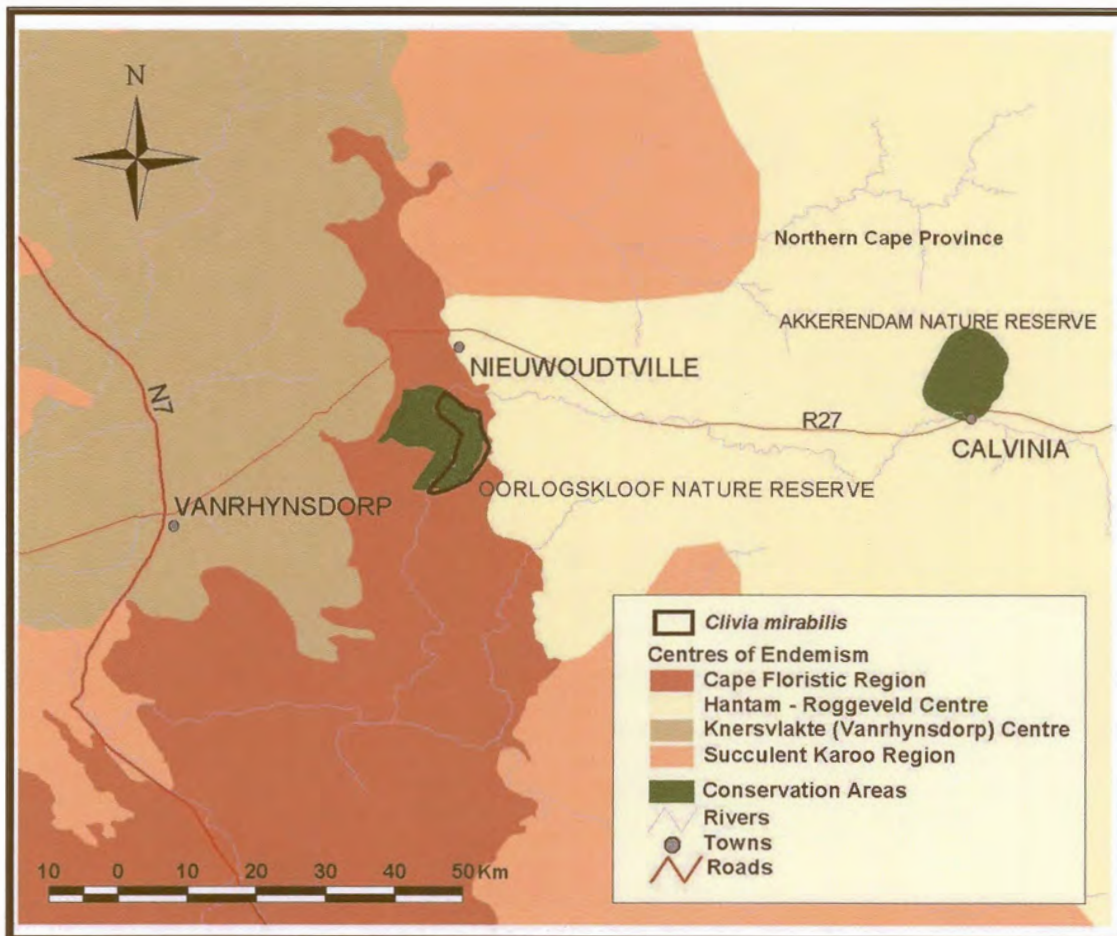 N
Northern Cape Province
AKKERENDAM NATURE RESERVE
NIEUWOUDTVILLE
N7
R27
CALVINIA
OORLOGSKLOOF NATURE RESERVE
VANRHYNSDORP
Clivia mirabilis
Centres of Endemism
Cape Floristic Region
Hantam - Roggeveld Centre
Knersvlakte (Vanrhynsdorp) Centre
Succulent Karoo Region
Conservation Areas
Rivers
Towns
Roads
10 0 10 20 30 40 50 Km